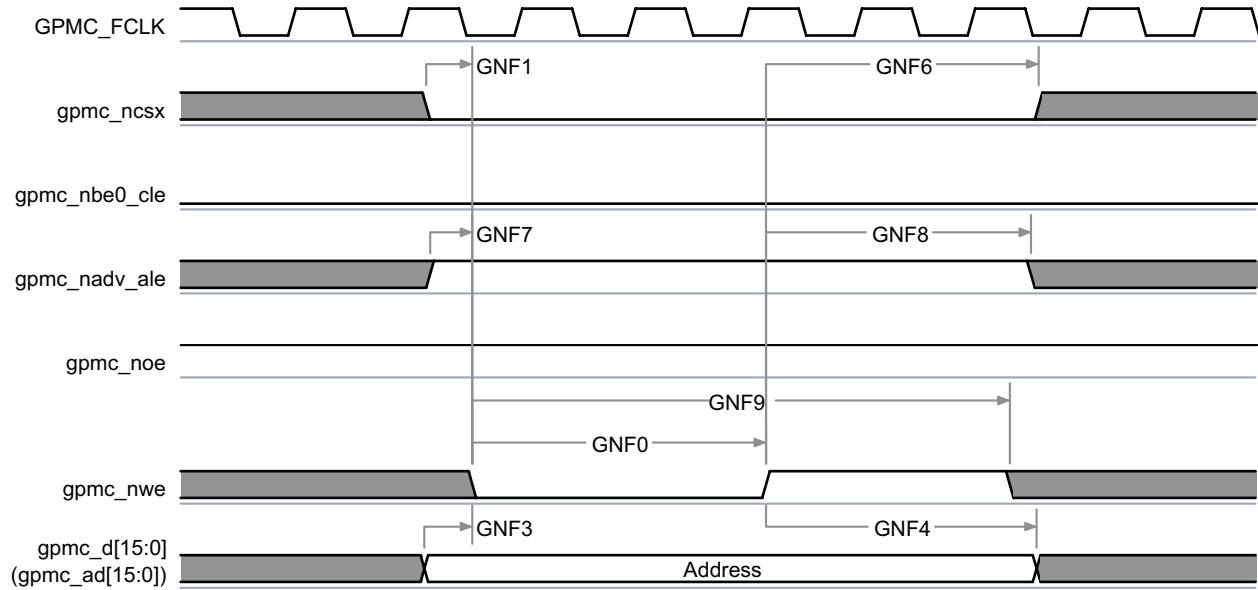 GPMC_FCLK
GNF1
GNF6
gpmc_ncsx
gpmc_nbe0_cle
GNF7
GNF8
gpmc_nadv_ale
gpmc_noe
GNF9
GNF0
gpmc_nwe
GNF3
GNF4
gpmc_d[15:0]
(gpmc_ad[15:0])
Address